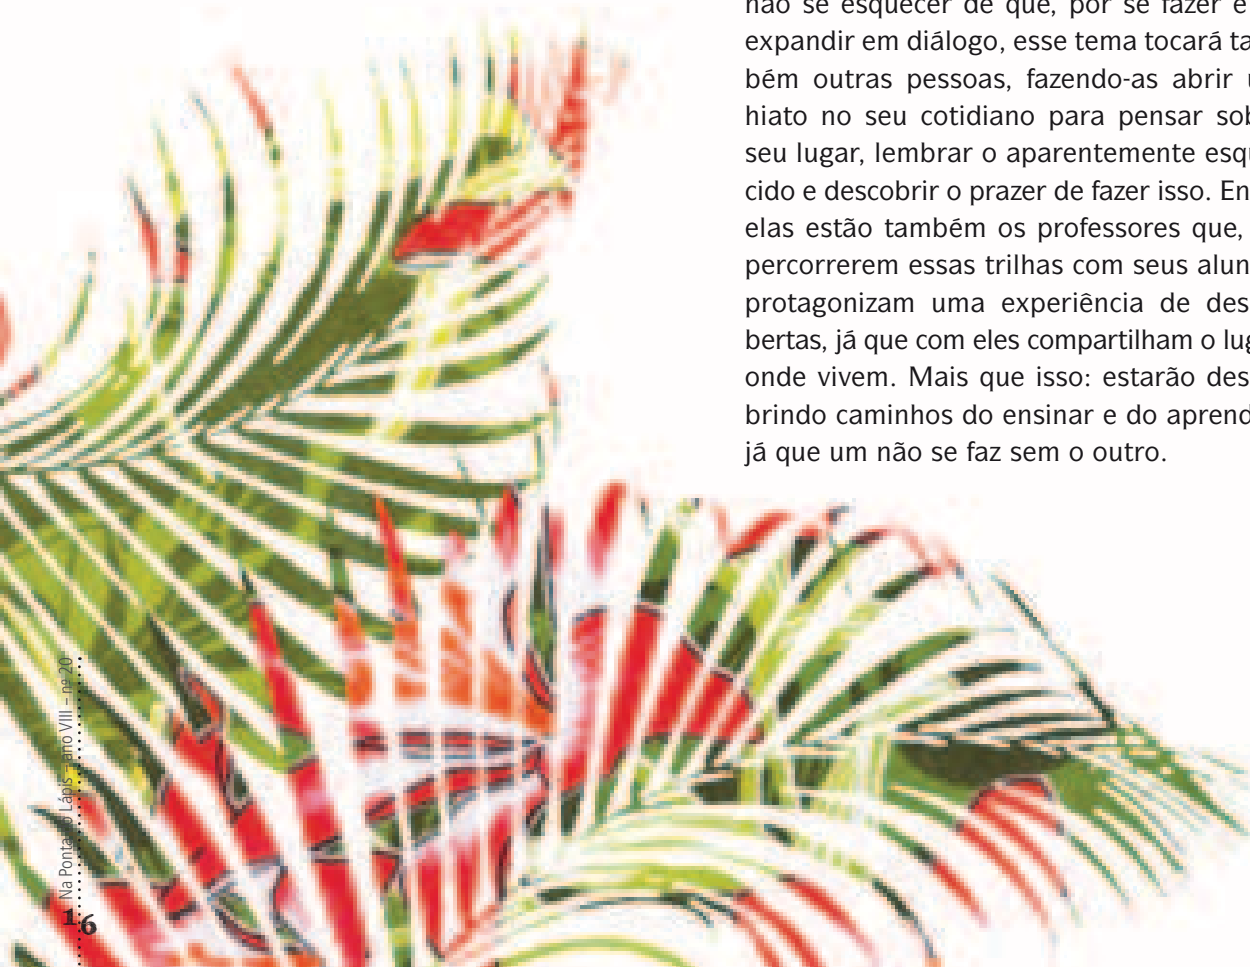 não se esquecer de que, por se fazer e
expandir em diálogo, esse tema tocará ta
bém outras pessoas, fazendo-as abrir u
hiato no seu cotidiano para pensar sob
seu lugar, lembrar o aparentemente esqu
cido e descobrir o prazer de fazer isso. En
elas estão também os professores que,
percorrerem essas trilhas com seus alun
protagonizam uma experiência de des
bertas, já que com eles compartilham o lug
onde vivem. Mais que isso: estarão des
brindo caminhos do ensinar e do aprend
já que um não se faz sem o outro.
Na Ponta do Lápis – ano VIII – nº 20
16